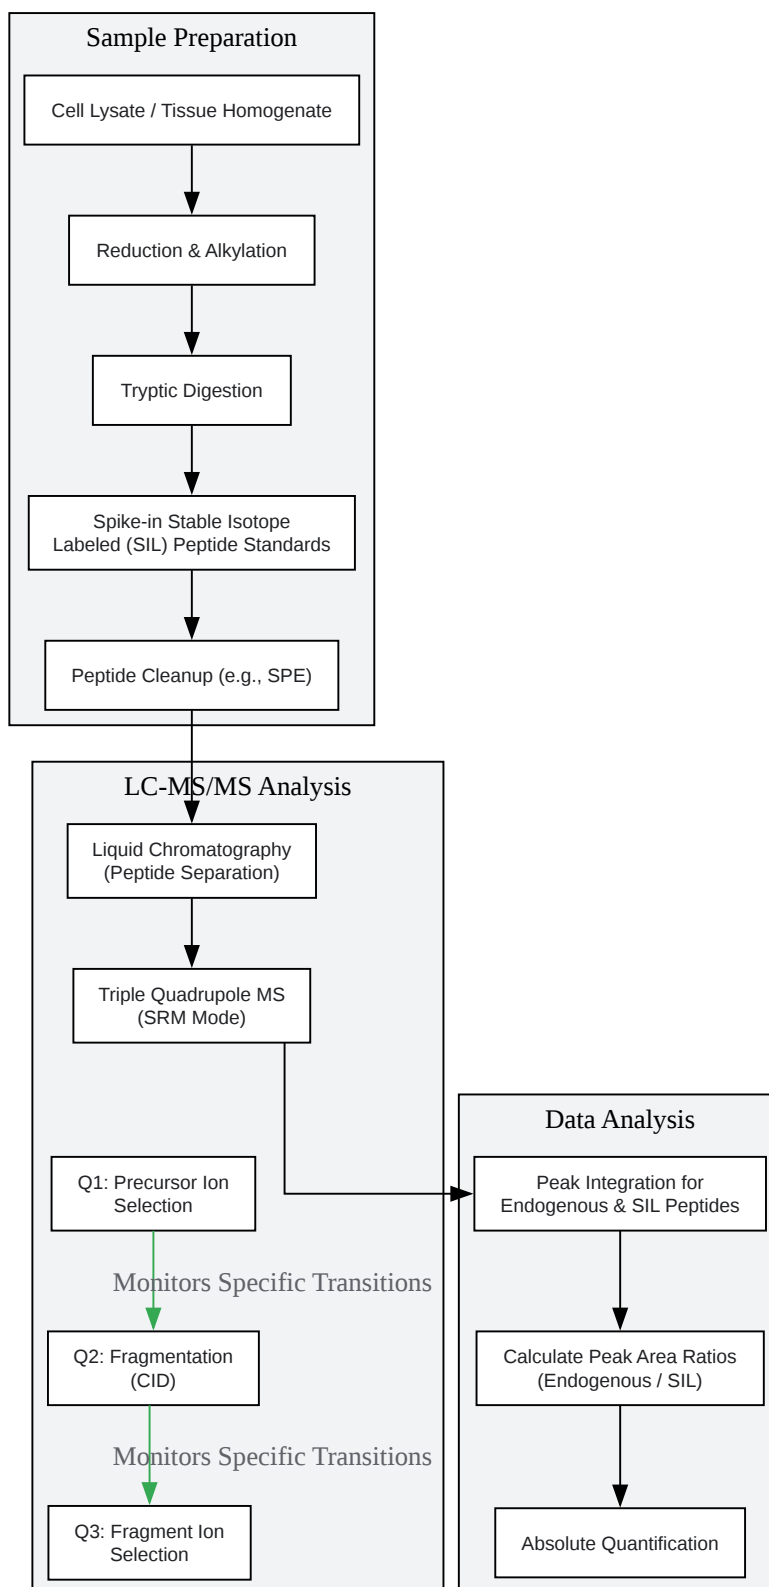 Sample Preparation
Cell Lysate / Tissue Homogenate
Reduction & Alkylation
Tryptic Digestion
Spike-in Stable Isotope
Labeled (SIL) Peptide Standards
Peptide Cleanup (e.g., SPE)
LC-MS/MS Analysis
Liquid Chromatography
(Peptide Separation)
Triple Quadrupole MS
(SRM Mode)
Q1: Precursor Ion
Selection
Monitors Specific Transitions
Q2: Fragmentation
(CID)
Monitors Specific Transitions
Q3: Fragment Ion
Selection
Data Analysis
Peak Integration for
Endogenous & SIL Peptides
Calculate Peak Area Ratios
(Endogenous / SIL)
Absolute Quantification